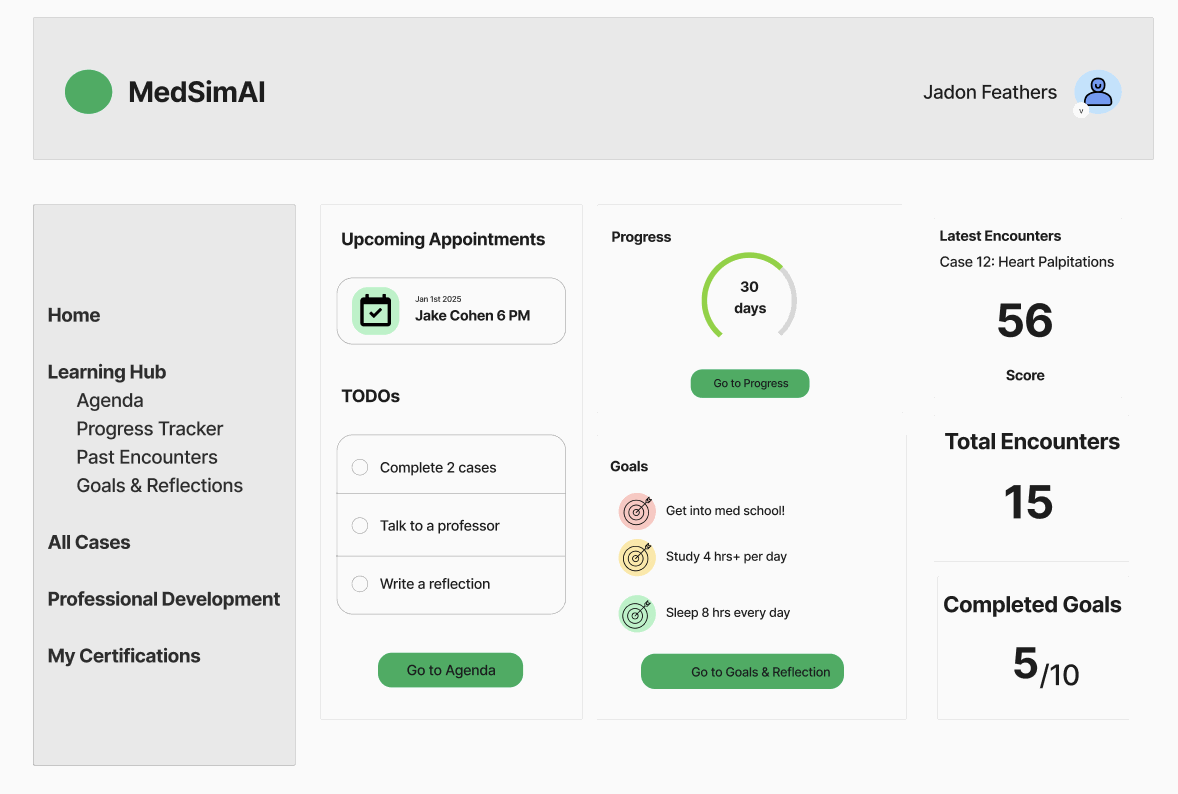 MedSimAI
Jadon Feathers
v
Home
Learning Hub
Agenda
Progress Tracker
Past Encounters
Goals & Reflections
All Cases
Professional Development
My Certifications
Upcoming Appointments
Jan 1st 2025
Jake Cohen 6 PM
TODOs
Complete 2 cases
Talk to a professor
Write a reflection
Go to Agenda
Progress
30
days
Go to Progress
Goals
Get into med school!
Study 4 hrs+ per day
Sleep 8 hrs every day
Go to Goals & Reflection
Latest Encounters
Case 12: Heart Palpitations
56
Score
Total Encounters
15
Completed Goals
5/10